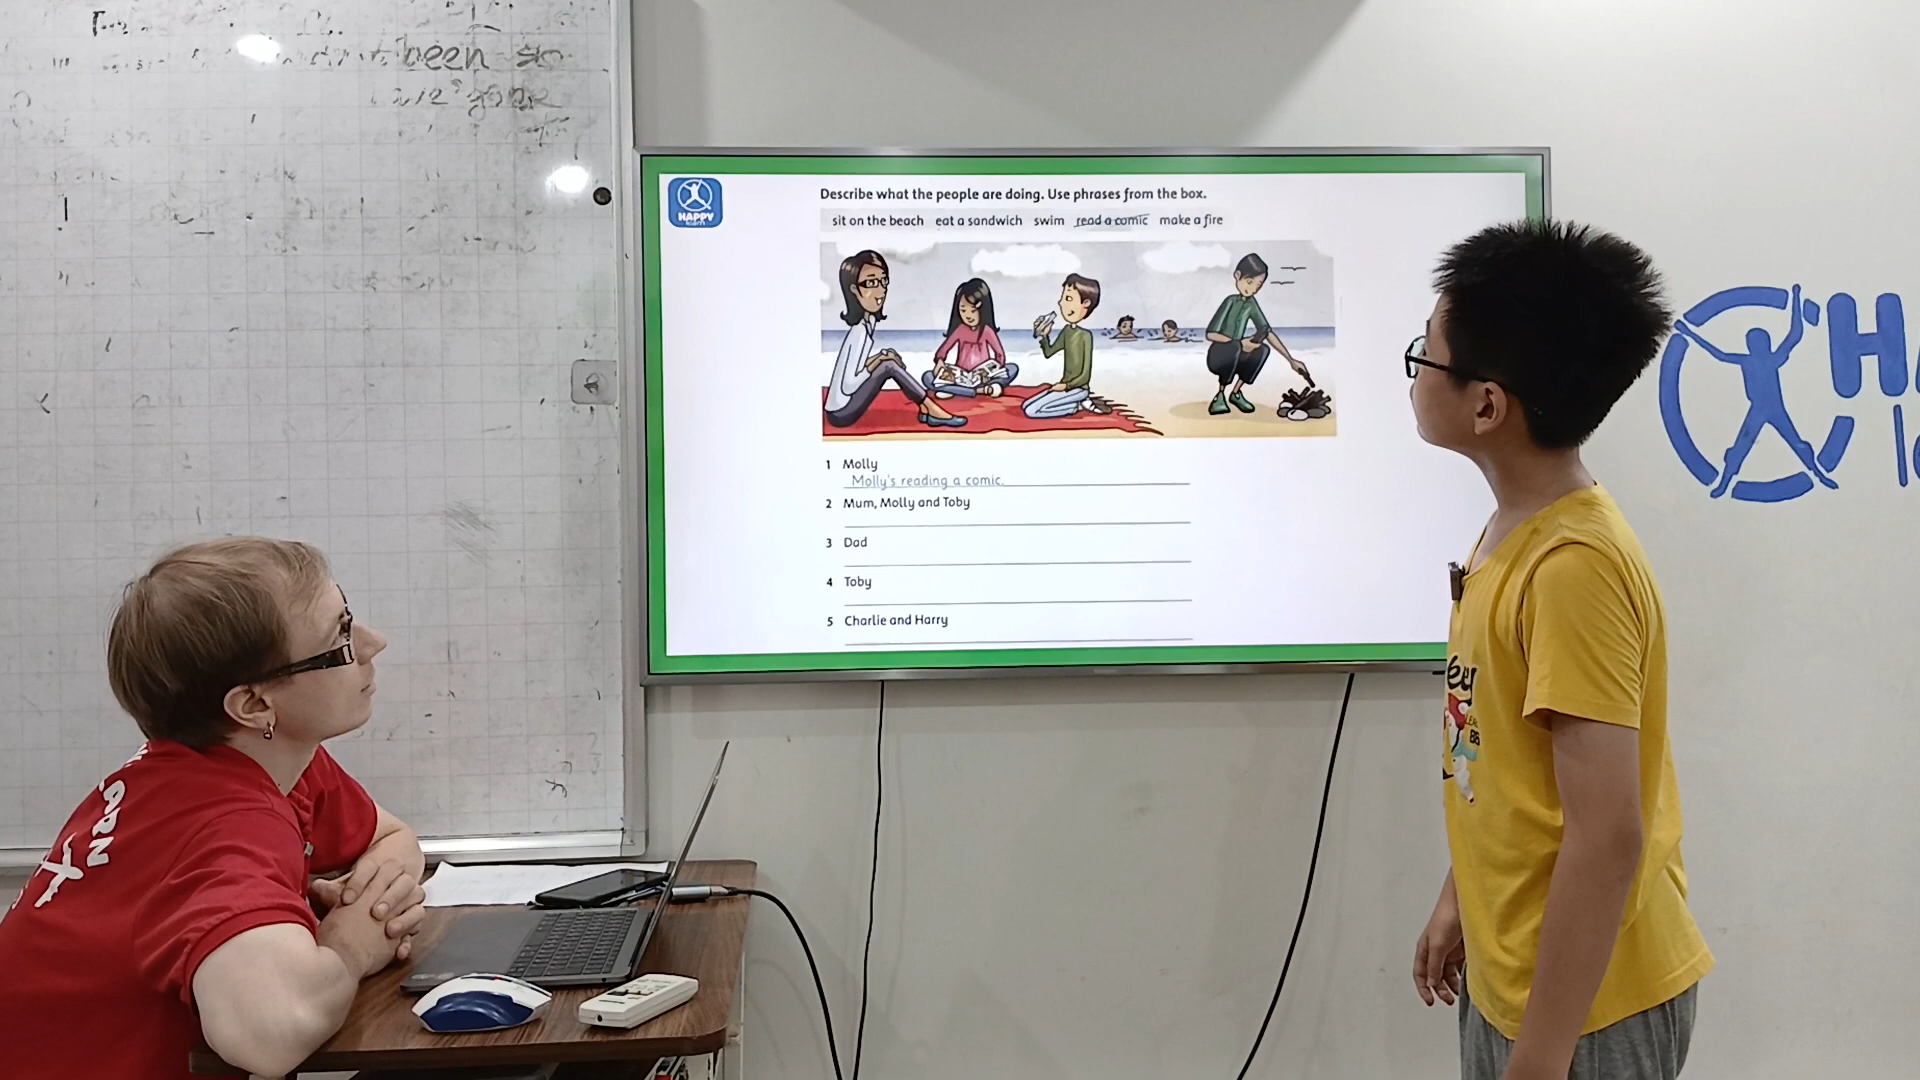 been
HAPPY
learn
Describe what the people are doing. Use phrases from the box.
sit on the beach eat a sandwich swim read a comic make a fire
1 Molly
Molly's reading a comic.
2 Mum, Molly and Toby
3 Dad
4 Toby
5 Charlie and Harry